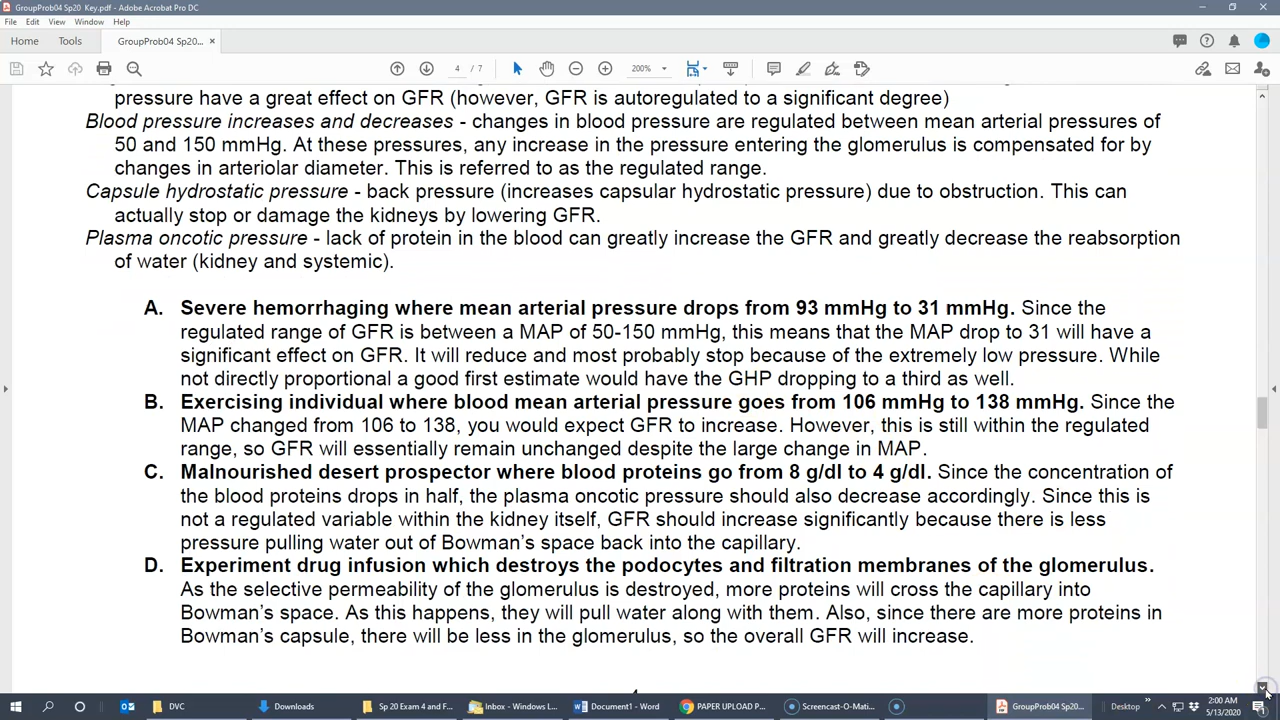 GroupProb04 Sp20 Key.pdf - Adobe Acrobat Pro DC
File Edit View Window Help
Home Tools GroupProb04 Sp20... ×
4 / 7 200%
pressure have a great effect on GFR (however, GFR is autoregulated to a significant degree)
Blood pressure increases and decreases - changes in blood pressure are regulated between mean arterial pressures of
50 and 150 mmHg. At these pressures, any increase in the pressure entering the glomerulus is compensated for by
changes in arteriolar diameter. This is referred to as the regulated range.
Capsule hydrostatic pressure - back pressure (increases capsular hydrostatic pressure) due to obstruction. This can
actually stop or damage the kidneys by lowering GFR.
Plasma oncotic pressure - lack of protein in the blood can greatly increase the GFR and greatly decrease the reabsorption
of water (kidney and systemic).
A. Severe hemorrhaging where mean arterial pressure drops from 93 mmHg to 31 mmHg. Since the
regulated range of GFR is between a MAP of 50-150 mmHg, this means that the MAP drop to 31 will have a
significant effect on GFR. It will reduce and most probably stop because of the extremely low pressure. While
not directly proportional a good first estimate would have the GHP dropping to a third as well.
B. Exercising individual where blood mean arterial pressure goes from 106 mmHg to 138 mmHg. Since the
MAP changed from 106 to 138, you would expect GFR to increase. However, this is still within the regulated
range, so GFR will essentially remain unchanged despite the large change in MAP.
C. Malnourished desert prospector where blood proteins go from 8 g/dl to 4 g/dl. Since the concentration of
the blood proteins drops in half, the plasma oncotic pressure should also decrease accordingly. Since this is
not a regulated variable within the kidney itself, GFR should increase significantly because there is less
pressure pulling water out of Bowman's space back into the capillary.
D. Experiment drug infusion which destroys the podocytes and filtration membranes of the glomerulus.
As the selective permeability of the glomerulus is destroyed, more proteins will cross the capillary into
Bowman's space. As this happens, they will pull water along with them. Also, since there are more proteins in
Bowman's capsule, there will be less in the glomerulus, so the overall GFR will increase.
DVC Downloads Sp 20 Exam 4 and F... Inbox - Windows L... Document1 - Word PAPER UPLOAD P... Screencast-O-Mati... GroupProb04 Sp20... Desktop 2:00 AM
5/13/2020